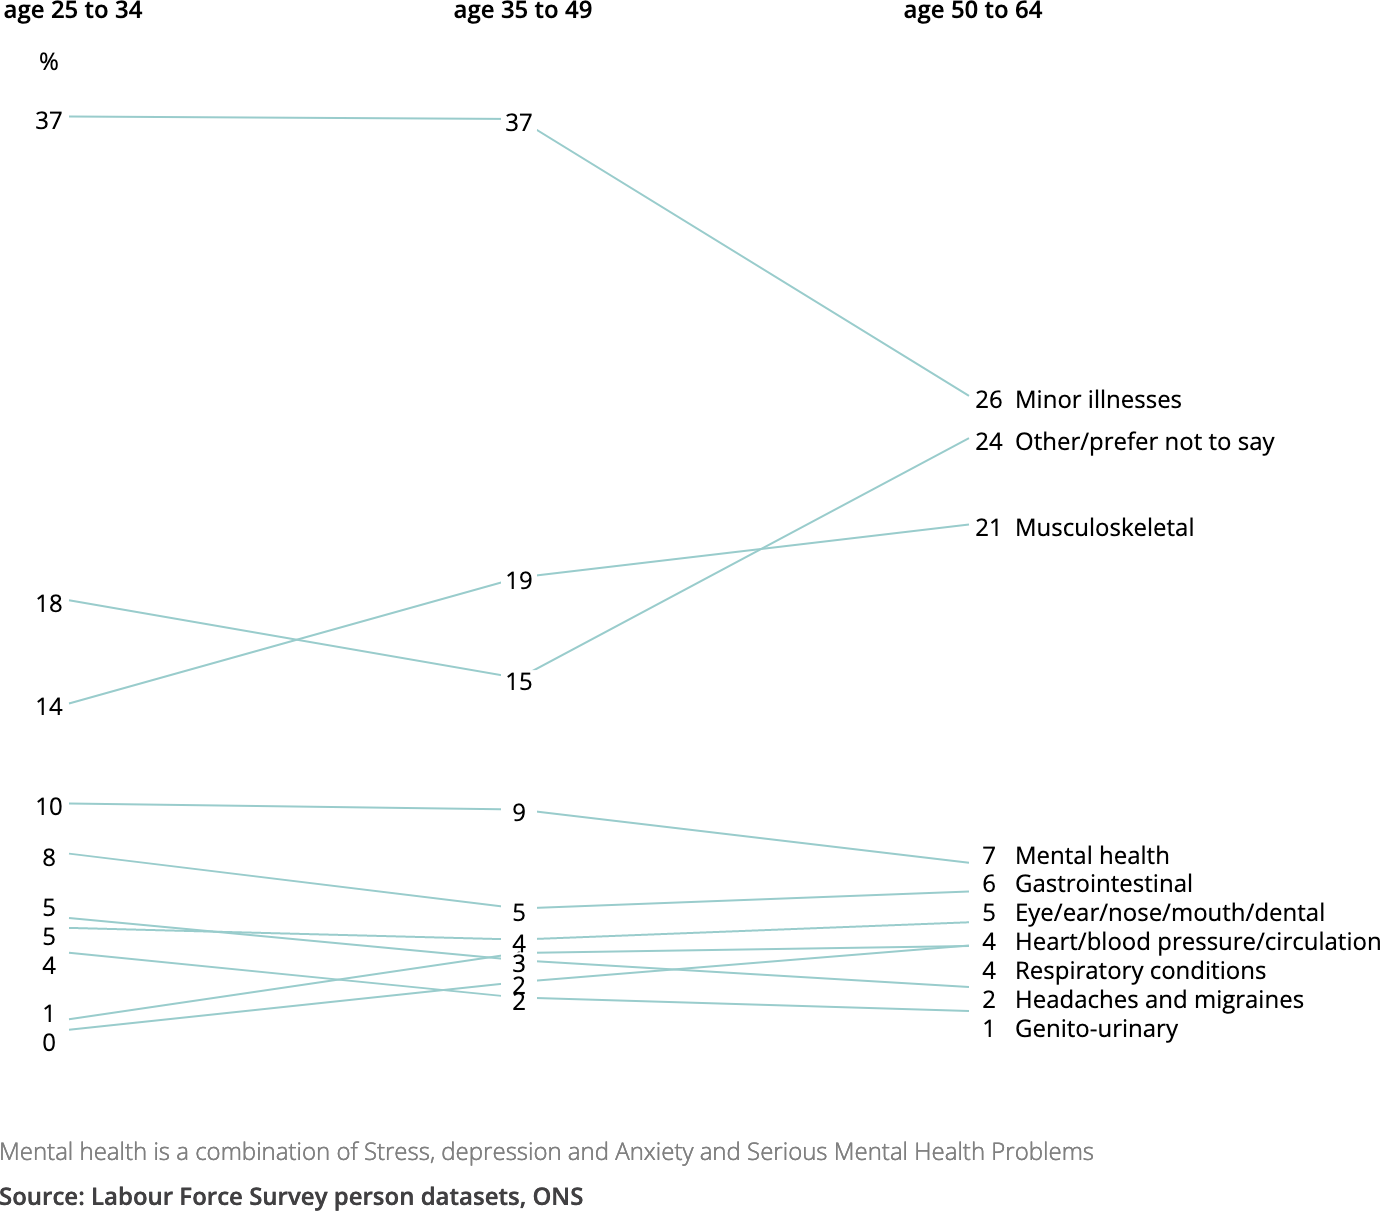 age 25 to 34 age 35 to 49 age 50 to 64
%
37 37
26 Minor illnesses
24 Other/prefer not to say
21 Musculoskeletal
19
18
15
14
10 9
8 7 Mental health
6 Gastrointestinal
5 5 5 Eye/ear/nose/mouth/dental
5 4 4 Heart/blood pressure/circulation
4 3 4 Respiratory conditions
2
2 2 Headaches and migraines
1 1 Genito-urinary
0
Mental health is a combination of Stress, depression and Anxiety and Serious Mental Health Problems
Source: Labour Force Survey person datasets, ONS